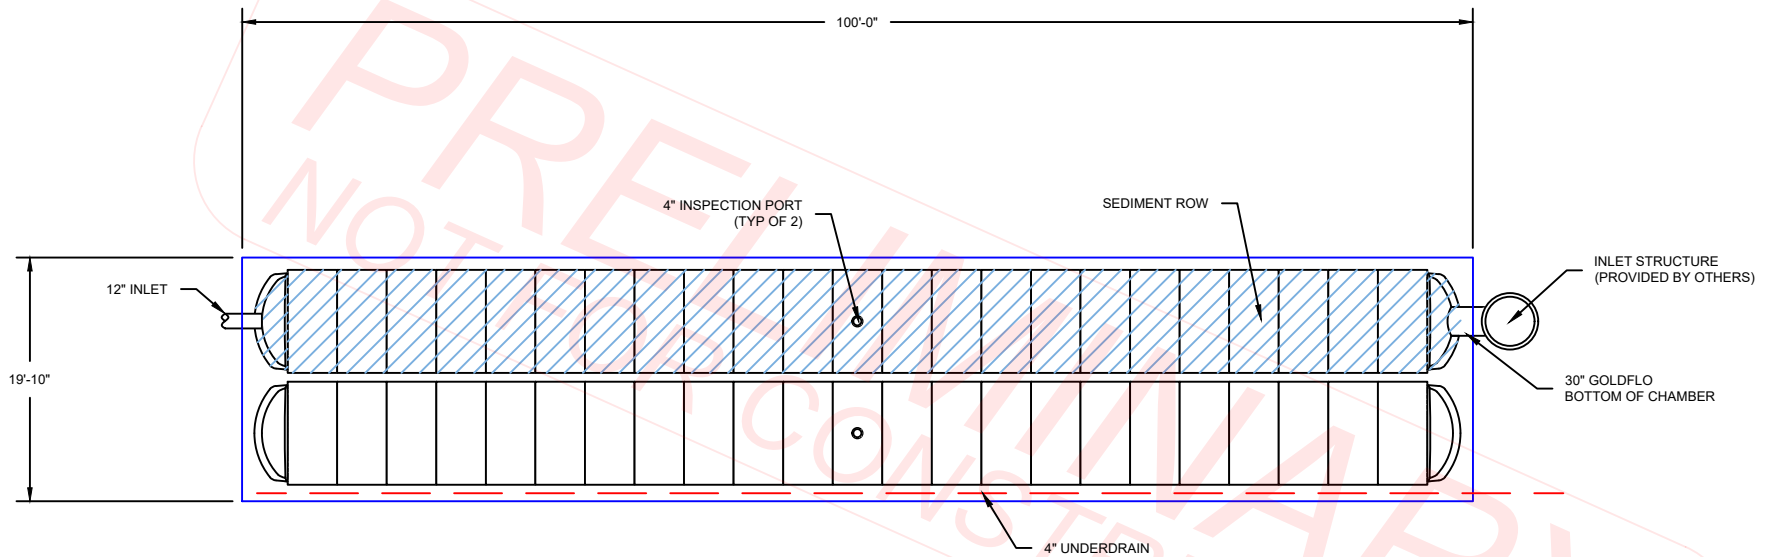 100'-0"
PRELIMINARY
NOT FOR CONSTR
4" INSPECTION PORT
(TYP OF 2)
SEDIMENT ROW
INLET STRUCTURE
(PROVIDED BY OTHERS)
12" INLET
19'-10"
30" GOLDFLO
BOTTOM OF CHAMBER
4" UNDERDRAIN